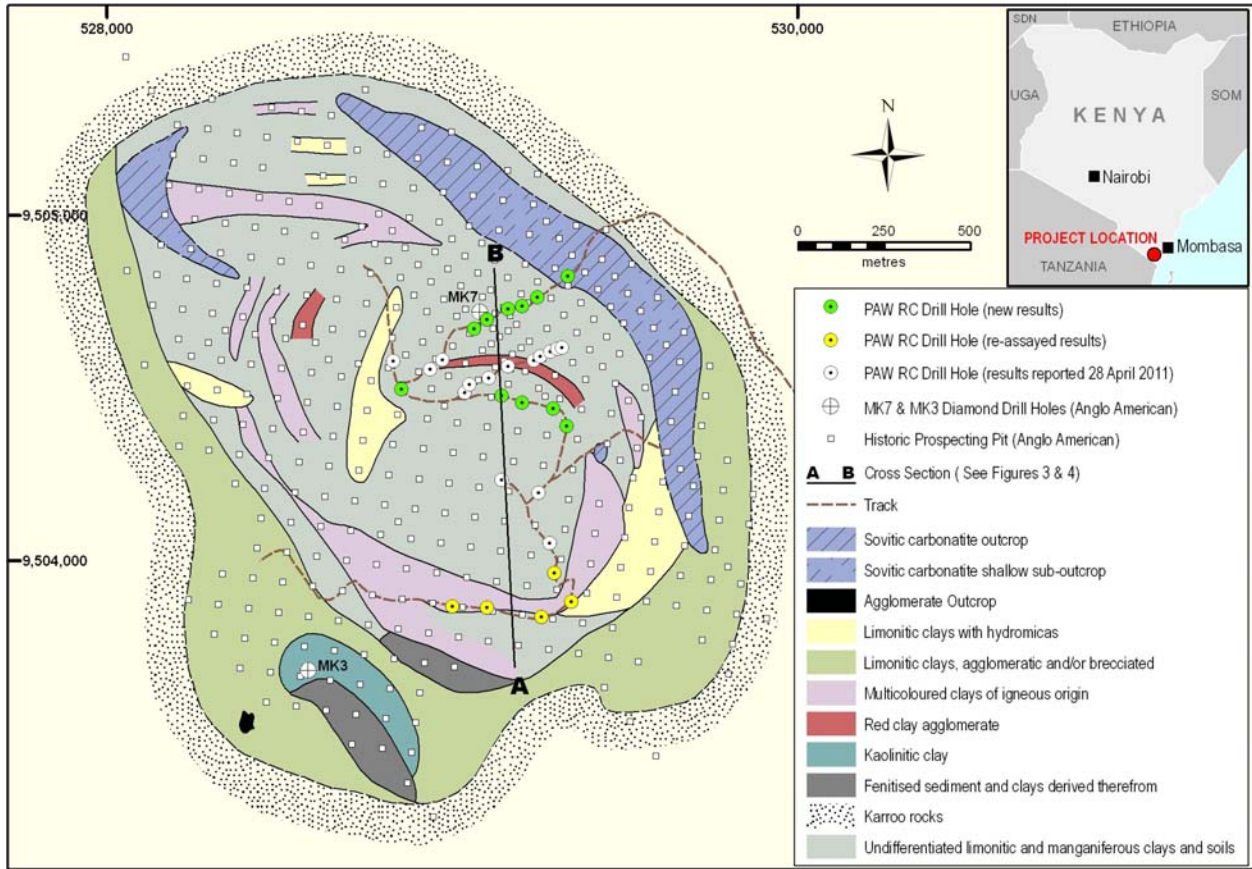 528,000
530,000
9,505,000
9,504,000
N
0 250 500
metres
B
MK7
MK3
A
SDN
ETHIOPIA
UGA
SOM
KENYA
Nairobi
PROJECT LOCATION
Mombasa
TANZANIA
PAW RC Drill Hole (new results)
PAW RC Drill Hole (re-assayed results)
PAW RC Drill Hole (results reported 28 April 2011)
MK7 & MK3 Diamond Drill Holes (Anglo American)
Historic Prospecting Pit (Anglo American)
A B Cross Section ( See Figures 3 & 4)
Track
Sovitic carbonatite outcrop
Sovitic carbonatite shallow sub-outcrop
Agglomerate Outcrop
Limonitic clays with hydromicas
Limonitic clays, agglomeratic and/or brecciated
Multicoloured clays of igneous origin
Red clay agglomerate
Kaolinitic clay
Fenitised sediment and clays derived therefrom
Karroo rocks
Undifferentiated limonitic and manganiferous clays and soils